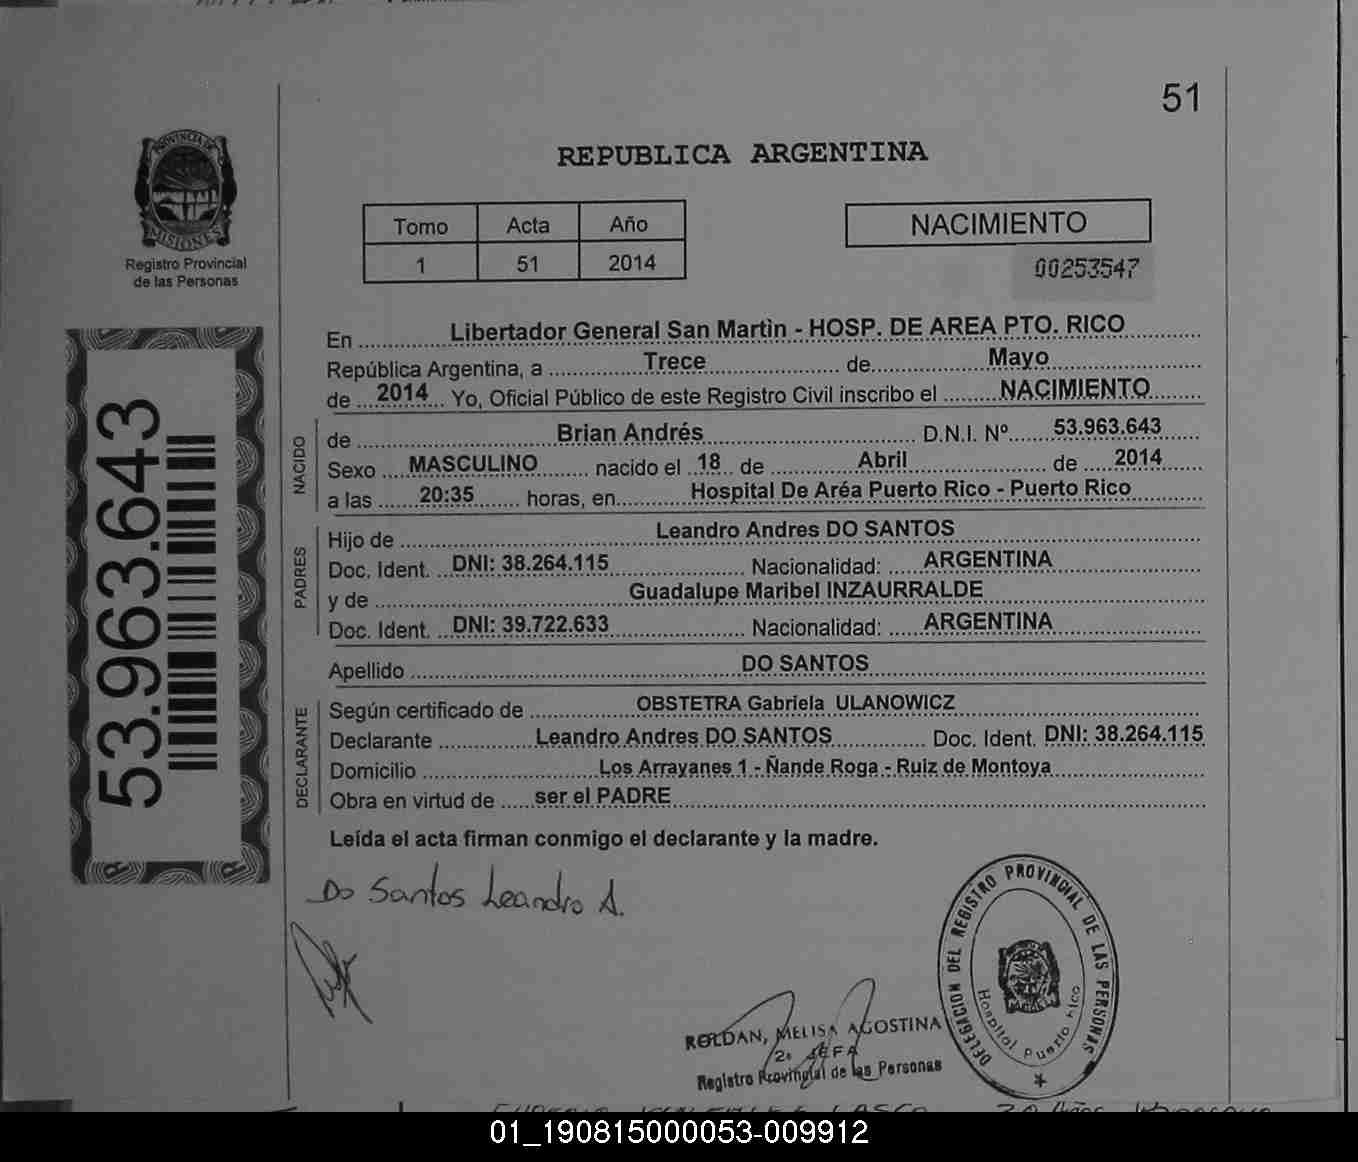 51
PROVINCIA DE
MISIONES
Registro Provincial
de las Personas
REPUBLICA ARGENTINA
Tomo Acta Año
1 51 2014
NACIMIENTO
00253547
53.963.643
En Libertador General San Martìn - HOSP. DE AREA PTO. RICO
República Argentina, a Trece de Mayo
de 2014 Yo, Oficial Público de este Registro Civil inscribo el NACIMIENTO
NACIDO
de Brian Andrés D.N.I. Nº 53.963.643
Sexo MASCULINO nacido el 18 de Abril de 2014
a las 20:35 horas, en Hospital De Aréa Puerto Rico - Puerto Rico
PADRES
Hijo de Leandro Andres DO SANTOS
Doc. Ident. DNI: 38.264.115 Nacionalidad: ARGENTINA
y de Guadalupe Maribel INZAURRALDE
Doc. Ident. DNI: 39.722.633 Nacionalidad: ARGENTINA
Apellido DO SANTOS
DECLARANTE
Según certificado de OBSTETRA Gabriela ULANOWICZ
Declarante Leandro Andres DO SANTOS Doc. Ident. DNI: 38.264.115
Domicilio Los Arrayanes 1 - Ñande Roga - Ruiz de Montoya
Obra en virtud de ser el PADRE
Leída el acta firman conmigo el declarante y la madre.
Do Santos Leandro A.
ROLDAN, MELISA AGOSTINA
2º JEFA
Registro Provincial de las Personas
DELEGACION DEL REGISTRO PROVINCIAL DE LAS PERSONAS
Hospital Puerto Rico
01_190815000053-009912